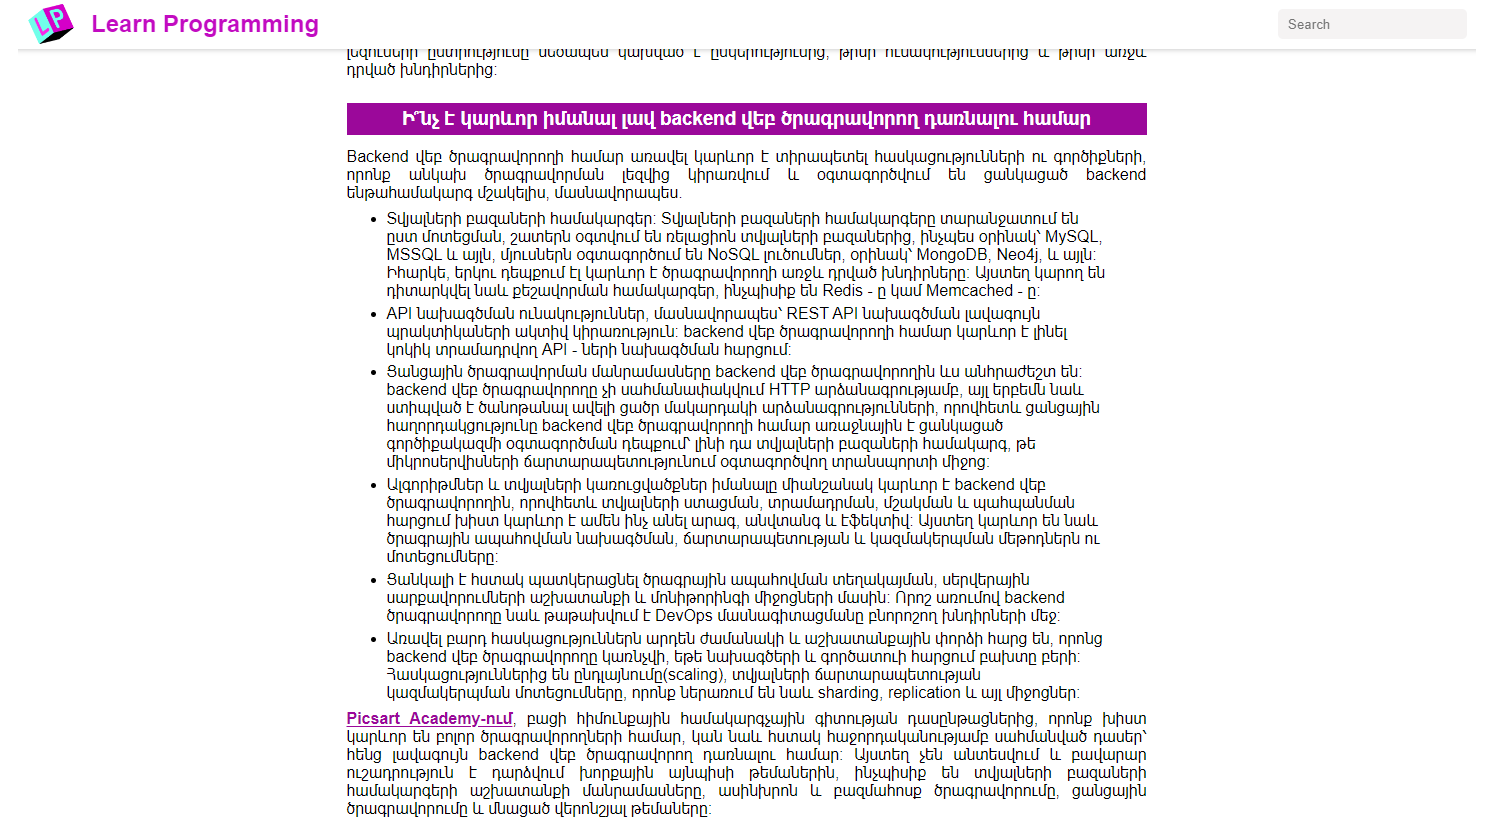 LP
Learn Programming
Search
լեզուների ընտրությունը մեծապես կախված է ընկերությունից, թիմի ունակություններից և թիմի առջև
դրված խնդիրներից:
Ի՞նչ է կարևոր իմանալ լավ backend վեբ ծրագրավորող դառնալու համար
Backend վեբ ծրագրավորողի համար առավել կարևոր է տիրապետել հասկացությունների ու գործիքների,
որոնք անկախ ծրագրավորման լեզվից կիրառվում և օգտագործվում են ցանկացած backend
ենթահամակարգ մշակելիս, մասնավորապես.
• Տվյալների բազաների համակարգեր: Տվյալների բազաների համակարգերը տարանջատում են
ըստ մոտեցման, շատերն օգտվում են ռելացիոն տվյալների բազաներից, ինչպես օրինակ՝ MySQL,
MSSQL և այլն, մյուսներն օգտագործում են NoSQL լուծումներ, օրինակ՝ MongoDB, Neo4j, և այլն:
Իհարկե, երկու դեպքում էլ կարևոր է ծրագրավորողի առջև դրված խնդիրները: Այստեղ կարող են
դիտարկվել նաև քեշավորման համակարգեր, ինչպիսիք են Redis - ը կամ Memcached - ը:
• API նախագծման ունակություններ, մասնավորապես՝ REST API նախագծման լավագույն
պրակտիկաների ակտիվ կիրառություն: backend վեբ ծրագրավորողի համար կարևոր է լինել
կոկիկ տրամադրվող API - ների նախագծման հարցում:
• Ցանցային ծրագրավորման մանրամասները backend վեբ ծրագրավորողին ևս անհրաժեշտ են:
backend վեբ ծրագրավորողը չի սահմանափակվում HTTP արձանագրությամբ, այլ երբեմն նաև
ստիպված է ծանոթանալ ավելի ցածր մակարդակի արձանագրությունների, որովհետև ցանցային
հաղորդակցությունը backend վեբ ծրագրավորողի համար առաջնային է ցանկացած
գործիքակազմի օգտագործման դեպքում՝ լինի դա տվյալների բազաների համակարգ, թե
միկրոսերվիսների ճարտարապետությունում օգտագործվող տրանսպորտի միջոց:
• Ալգորիթմներ և տվյալների կառուցվածքներ իմանալը միանշանակ կարևոր է backend վեբ
ծրագրավորողին, որովհետև տվյալների ստացման, տրամադրման, մշակման և պահպանման
հարցում խիստ կարևոր է ամեն ինչ անել արագ, անվտանգ և էֆեկտիվ: Այստեղ կարևոր են նաև
ծրագրային ապահովման նախագծման, ճարտարապետության և կազմակերպման մեթոդներն ու
մոտեցումները:
• Ցանկալի է հստակ պատկերացնել ծրագրային ապահովման տեղակայման, սերվերային
սարքավորումների աշխատանքի և մոնիթորինգի միջոցների մասին: Որոշ առումով backend
ծրագրավորողը նաև թաթախվում է DevOps մասնագիտացմանը բնորոշող խնդիրների մեջ:
• Առավել բարդ հասկացություններն արդեն ժամանակի և աշխատանքային փորձի հարց են, որոնց
backend վեբ ծրագրավորողը կառնչվի, եթե նախագծերի և գործատուի հարցում բախտը բերի:
Հասկացություններից են ընդլայնումը(scaling), տվյալների ճարտարապետության
կազմակերպման մոտեցումները, որոնք ներառում են նաև sharding, replication և այլ միջոցներ:
Picsart Academy-ում, բացի հիմունքային համակարգչային գիտության դասընթացներից, որոնք խիստ
կարևոր են բոլոր ծրագրավորողների համար, կան նաև հստակ հաջորդականությամբ սահմանված դասեր՝
հենց լավագույն backend վեբ ծրագրավորող դառնալու համար: Այստեղ չեն անտեսվում և բավարար
ուշադրություն է դարձվում խորքային այնպիսի թեմաներին, ինչպիսիք են տվյալների բազաների
համակարգերի աշխատանքի մանրամասները, ասինխրոն և բազմահոսք ծրագրավորումը, ցանցային
ծրագրավորումը և մնացած վերոնշյալ թեմաները: